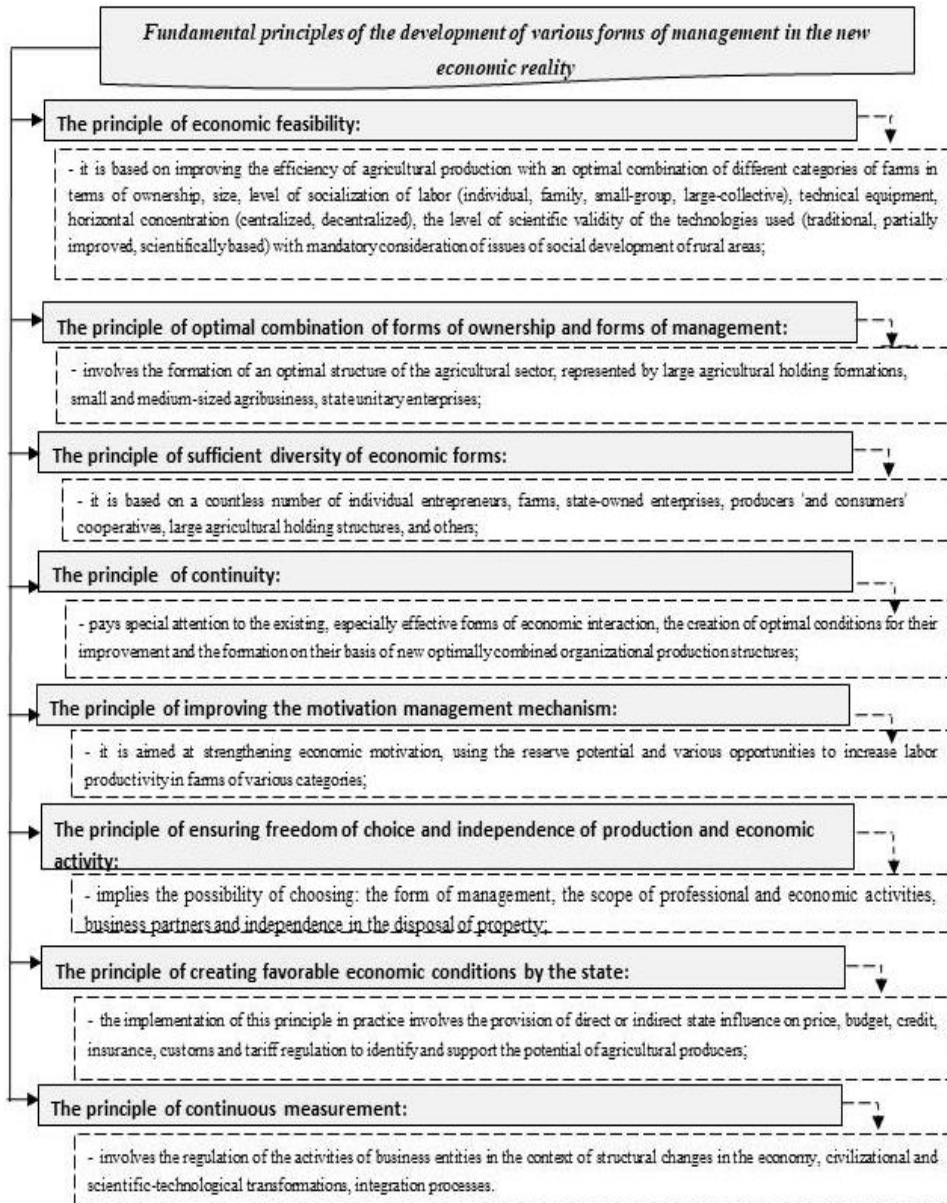 Fundamental principles of the development of various forms of management in the new
economic reality
The principle of economic feasibility:
- it is based on improving the efficiency of agricultural production with an optimal combination of different categories of farms in
terms of ownership, size, level of socialization of labor (individual, family, small-group, large-collective), technical equipment,
horizontal concentration (centralized, decentralized), the level of scientific validity of the technologies used (traditional, partially
improved, scientifically based) with mandatory consideration of issues of social development of rural areas;
The principle of optimal combination of forms of ownership and forms of management:
- involves the formation of an optimal structure of the agricultural sector, represented by large agricultural holding formations,
small and medium-sized agribusiness, state unitary enterprises;
The principle of sufficient diversity of economic forms:
- it is based on a countless number of individual entrepreneurs, farms, state-owned enterprises, producers 'and consumers'
cooperatives, large agricultural holding structures, and others;
The principle of continuity:
- pays special attention to the existing, especially effective forms of economic interaction, the creation of optimal conditions for their
improvement and the formation on their basis of new optimally combined organizational production structures;
The principle of improving the motivation management mechanism:
- it is aimed at strengthening economic motivation, using the reserve potential and various opportunities to increase labor
productivity in farms of various categories;
The principle of ensuring freedom of choice and independence of production and economic
activity:
- implies the possibility of choosing: the form of management, the scope of professional and economic activities,
business partners and independence in the disposal of property;
The principle of creating favorable economic conditions by the state:
- the implementation of this principle in practice involves the provision of direct or indirect state influence on price, budget, credit,
insurance, customs and tariff regulation to identify and support the potential of agricultural producers;
The principle of continuous measurement:
- involves the regulation of the activities of business entities in the context of structural changes in the economy, civilizational and
scientific-technological transformations, integration processes.